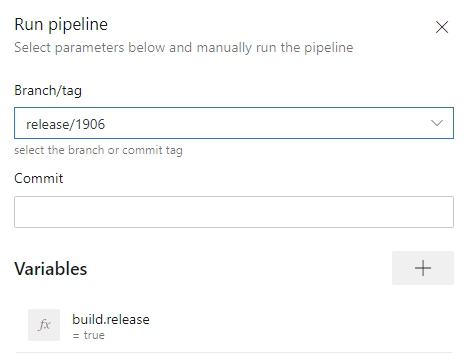 Run pipeline
Select parameters below and manually run the pipeline
Branch/tag
release/1906
select the branch or commit tag
Commit
Variables
fx
build.release
= true